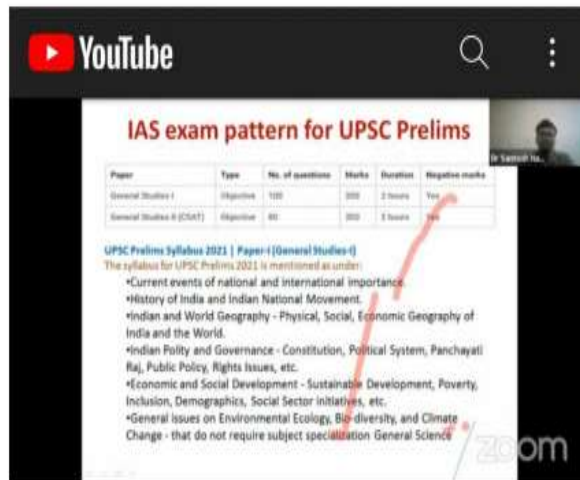 YouTube
IAS exam pattern for UPSC Prelims
Dr Santosh
Paper Type No. of questions Marks Duration Negative marks
General Studies I Objective 100 200 2 hours Yes
General Studies II (CSAT) Objective 80 200 2 hours Yes
UPSC Prelims Syllabus 2021 | Paper-I (General Studies-I)
The syllabus for UPSC Prelims 2021 is mentioned as under:
•Current events of national and international importance.
•History of India and Indian National Movement.
•Indian and World Geography - Physical, Social, Economic Geography of
India and the World.
•Indian Polity and Governance - Constitution, Political System, Panchayati
Raj, Public Policy, Rights Issues, etc.
•Economic and Social Development - Sustainable Development, Poverty,
Inclusion, Demographics, Social Sector initiatives, etc.
•General issues on Environmental Ecology, Bio-diversity, and Climate
Change - that do not require subject specialization General Science
zoom